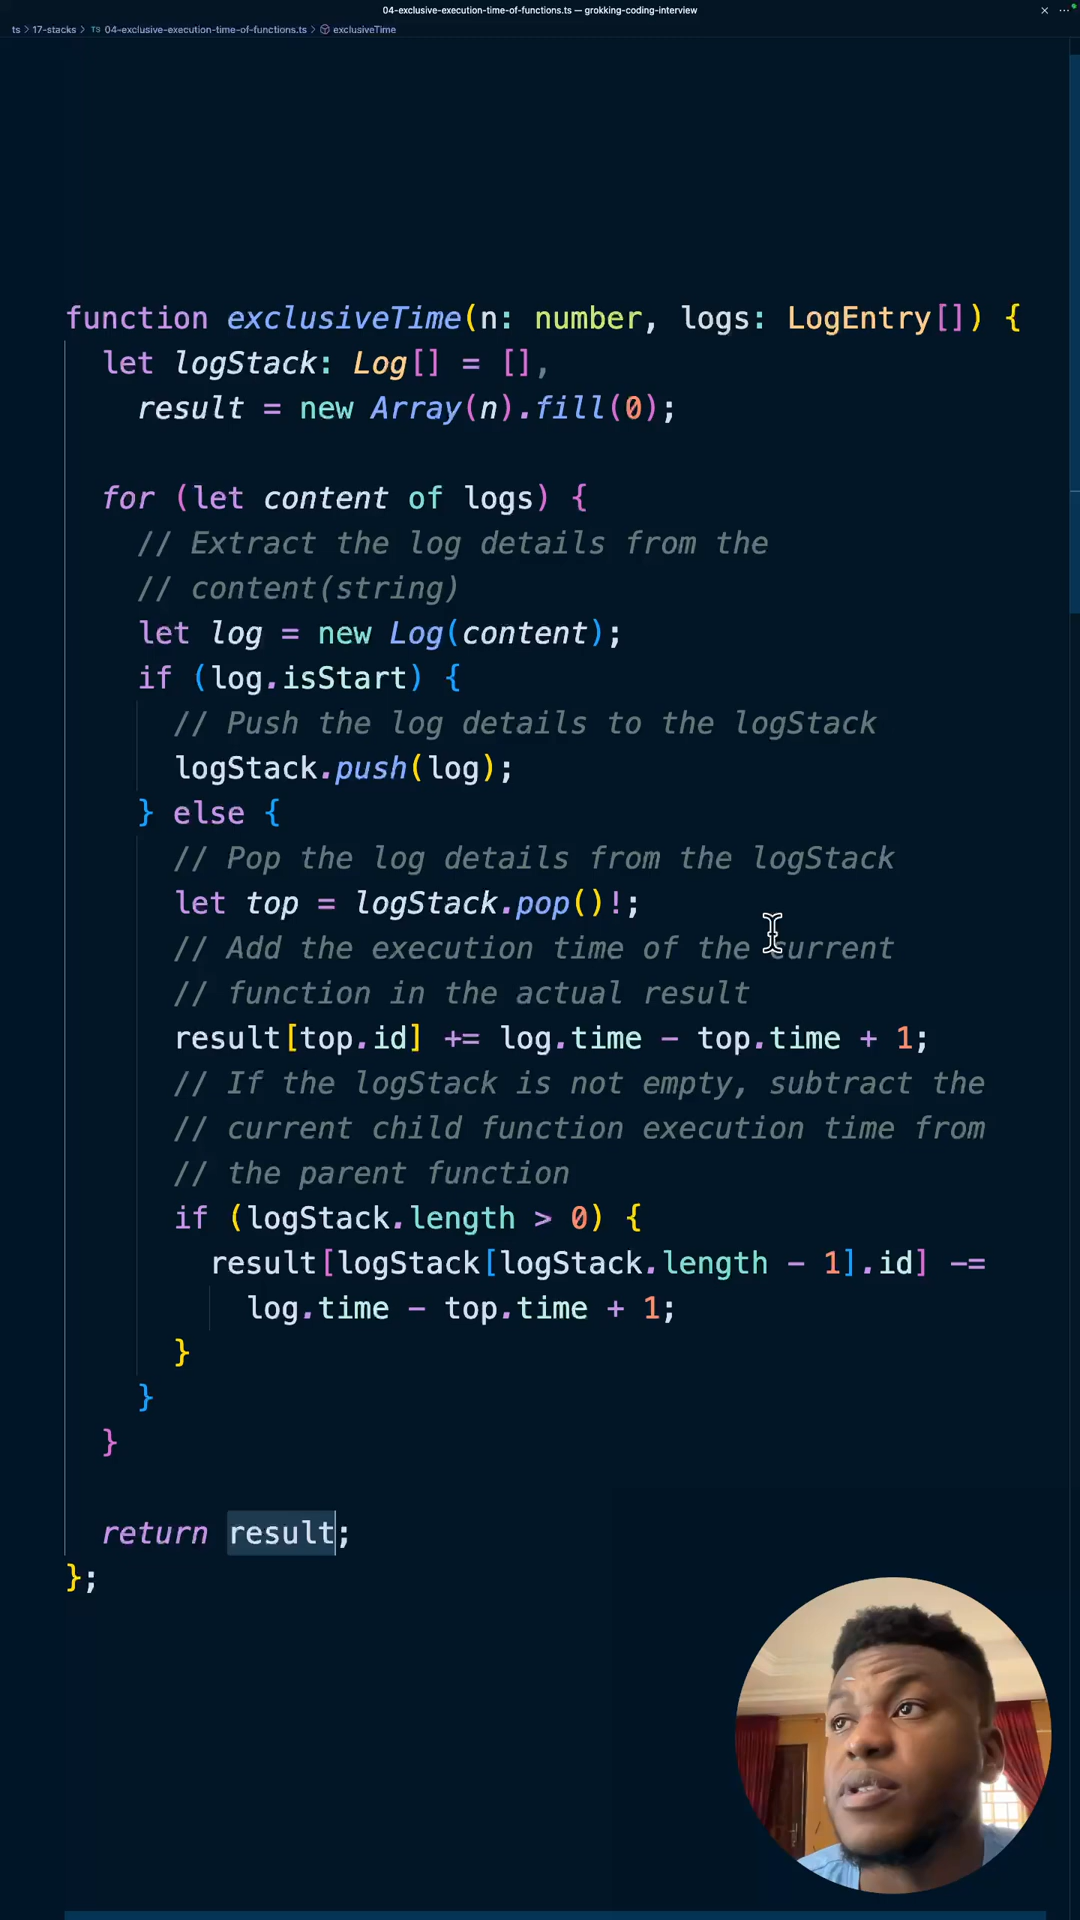 04-exclusive-execution-time-of-functions.ts — grokking-coding-interview
ts > 17-stacks > TS 04-exclusive-execution-time-of-functions.ts > exclusiveTime
function exclusiveTime(n: number, logs: LogEntry[]) {
let logStack: Log[] = [],
result = new Array(n).fill(0);
for (let content of logs) {
// Extract the log details from the
// content(string)
let log = new Log(content);
if (log.isStart) {
// Push the log details to the logStack
logStack.push(log);
} else {
// Pop the log details from the logStack
let top = logStack.pop()!;
// Add the execution time of the current
// function in the actual result
result[top.id] += log.time - top.time + 1;
// If the logStack is not empty, subtract the
// current child function execution time from
// the parent function
if (logStack.length > 0) {
result[logStack[logStack.length - 1].id] -=
log.time - top.time + 1;
}
}
}
return result;
};